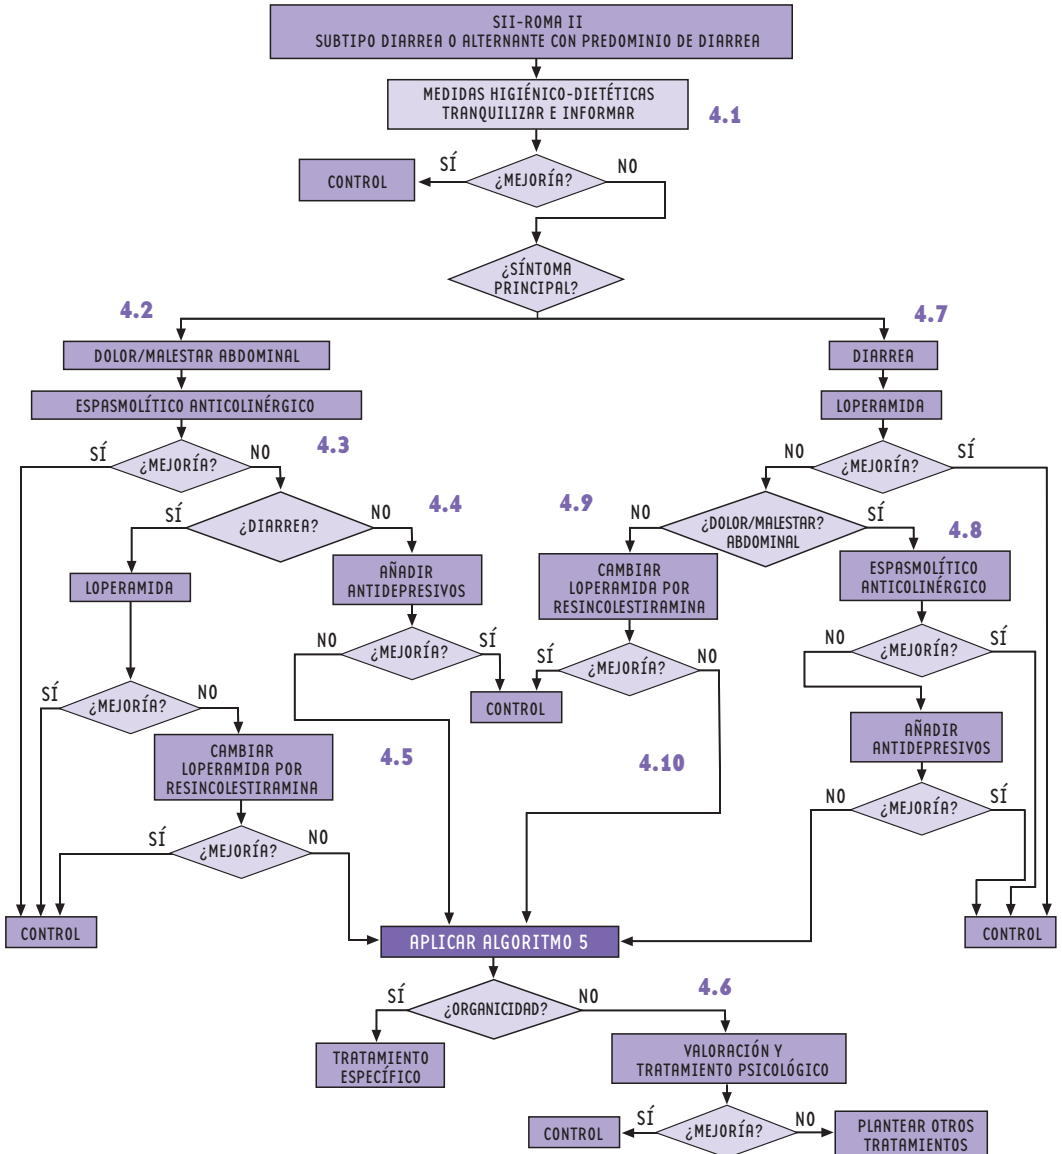 SII-ROMA II
SUBTIPO DIARREA O ALTERNANTE CON PREDOMINIO DE DIARREA
MEDIDAS HIGIÉNICO-DIETÉTICAS
TRANQUILIZAR E INFORMAR
4.1
SÍ
NO
CONTROL
¿MEJORÍA?
¿SÍNTOMA
PRINCIPAL?
4.2
4.7
DOLOR/MALESTAR ABDOMINAL
DIARREA
ESPASMOLÍTICO ANTICOLINÉRGICO
LOPERAMIDA
4.3
SÍ
¿MEJORÍA?
NO
NO
¿MEJORÍA?
SÍ
SÍ
¿DIARREA?
NO
4.4
4.9
NO
¿DOLOR/MALESTAR?
ABDOMINAL
SÍ
4.8
LOPERAMIDA
AÑADIR
ANTIDEPRESIVOS
CAMBIAR
LOPERAMIDA POR
RESINCOLESTIRAMINA
ESPASMOLÍTICO
ANTICOLINÉRGICO
NO
¿MEJORÍA?
SÍ
SÍ
¿MEJORÍA?
NO
NO
¿MEJORÍA?
SÍ
CONTROL
SÍ
¿MEJORÍA?
NO
AÑADIR
ANTIDEPRESIVOS
CAMBIAR
LOPERAMIDA POR
RESINCOLESTIRAMINA
4.5
4.10
NO
¿MEJORÍA?
SÍ
SÍ
¿MEJORÍA?
NO
CONTROL
APLICAR ALGORITMO 5
CONTROL
SÍ
¿ORGANICIDAD?
NO
4.6
TRATAMIENTO
ESPECÍFICO
VALORACIÓN Y
TRATAMIENTO PSICOLÓGICO
CONTROL
SÍ
¿MEJORÍA?
NO
PLANTEAR OTROS
TRATAMIENTOS